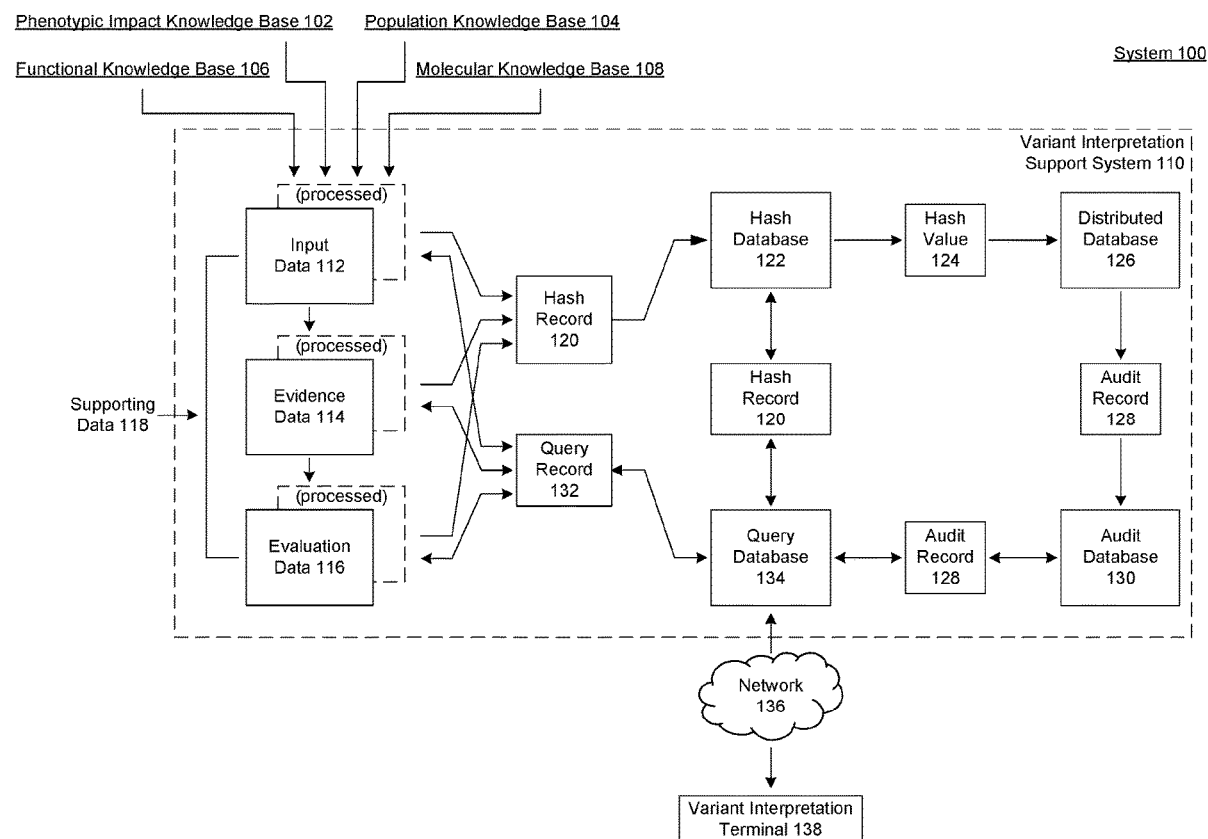 Phenotypic Impact Knowledge Base 102
Population Knowledge Base 104
System 100
Functional Knowledge Base 106
Molecular Knowledge Base 108
Variant Interpretation
Support System 110
(processed)
Input
Data 112
Hash
Database
122
Hash
Value
124
Distributed
Database
126
Hash
Record
120
(processed)
Evidence
Data 114
Supporting
Data 118
Hash
Record
120
Audit
Record
128
Query
Record
132
(processed)
Evaluation
Data 116
Query
Database
134
Audit
Record
128
Audit
Database
130
Network
136
Variant Interpretation
Terminal 138